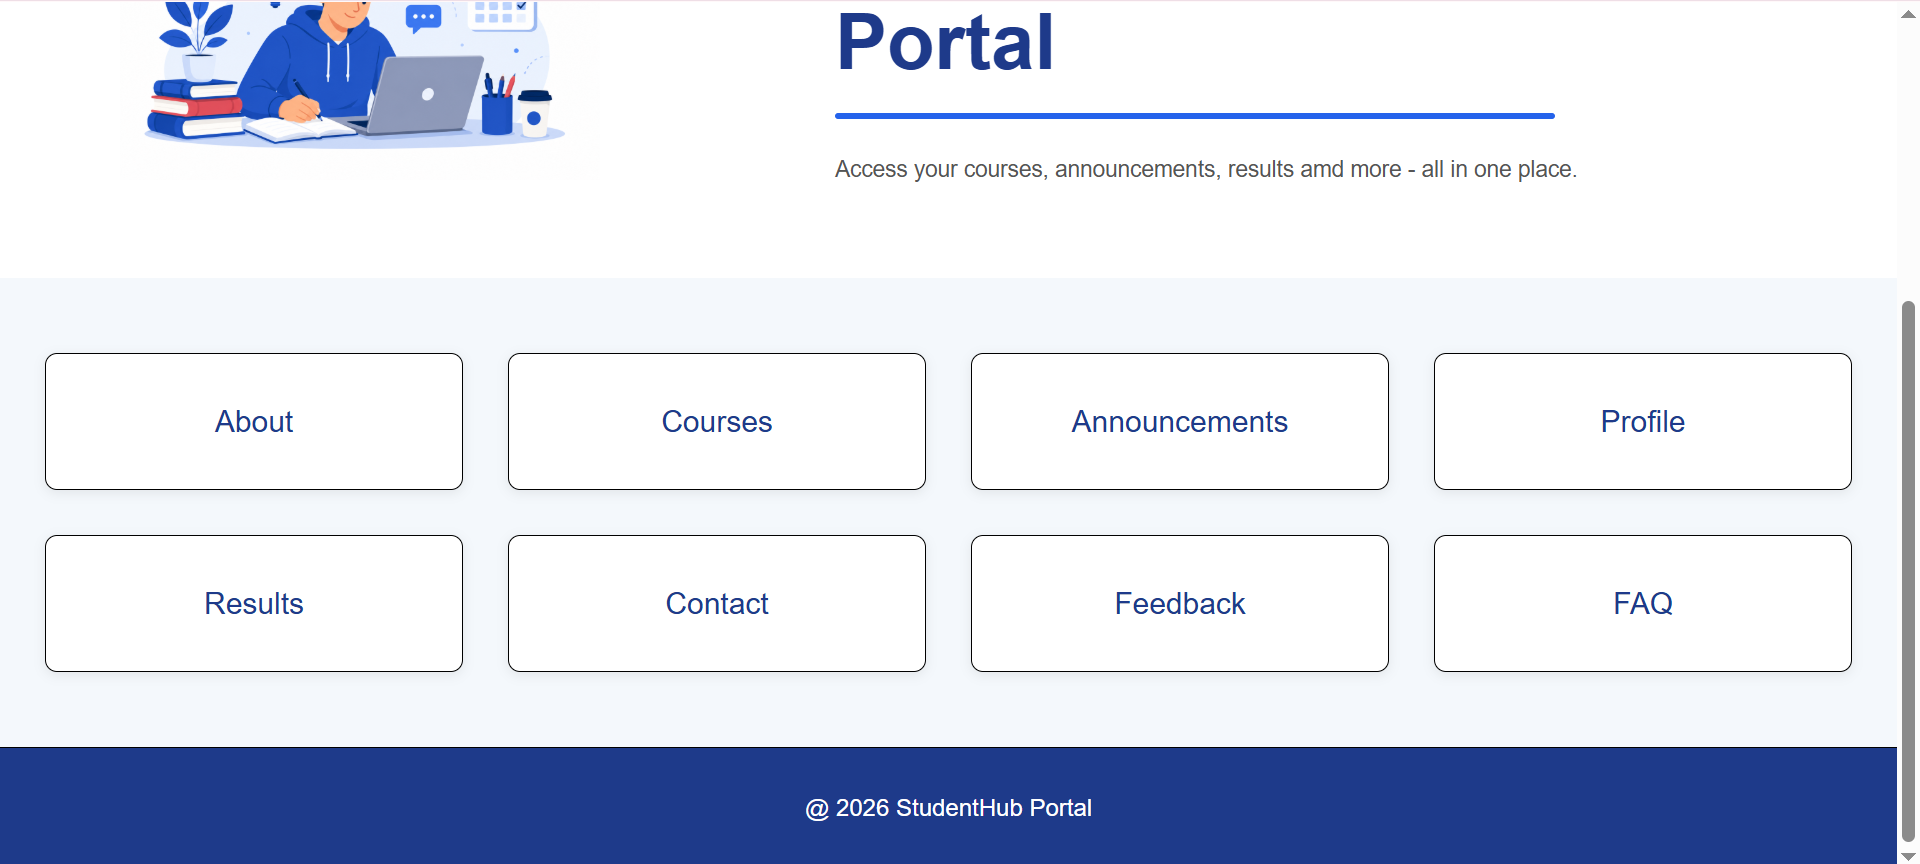 Portal
Access your courses, announcements, results amd more - all in one place.
About
Courses
Announcements
Profile
Results
Contact
Feedback
FAQ
@ 2026 StudentHub Portal